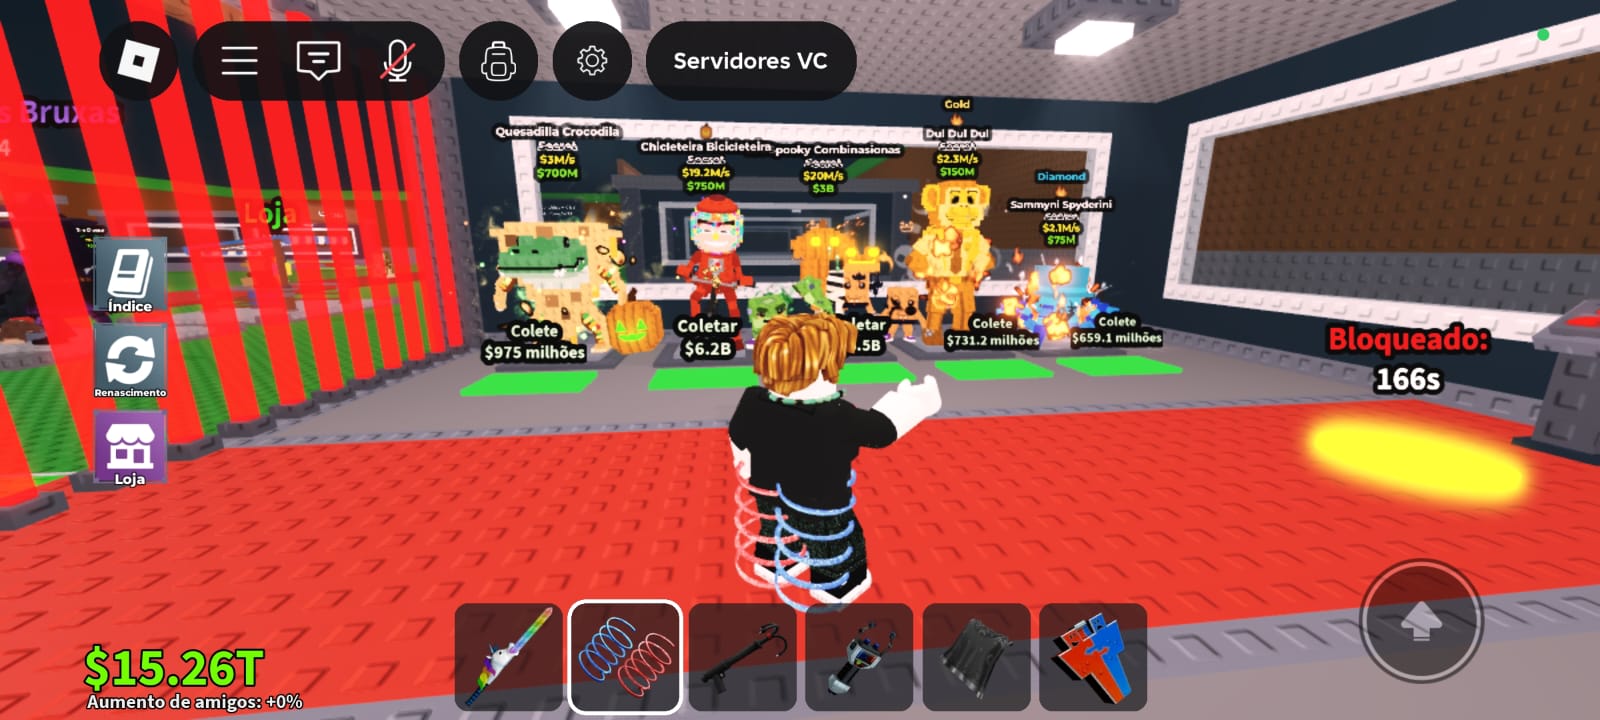 Servidores VC
s Bruxas
4
Loja
Índice
Renascimento
Loja
Quesadilla Crocodila
Secret
$3M/s
$700M
Chicleteira Bicicleteira
Secret
$19.2M/s
$750M
pooky Combinasionas
Secret
$20M/s
$3B
Gold
Dul Dul Dul
Secret
$2.3M/s
$150M
Diamond
Sammyni Spyderini
Secret
$2.1M/s
$75M
Colete
$975 milhões
Coletar
$6.2B
letar
.5B
Colete
$731.2 milhões
Colete
$659.1 milhões
Bloqueado:
166s
$15.26T
Aumento de amigos: +0%